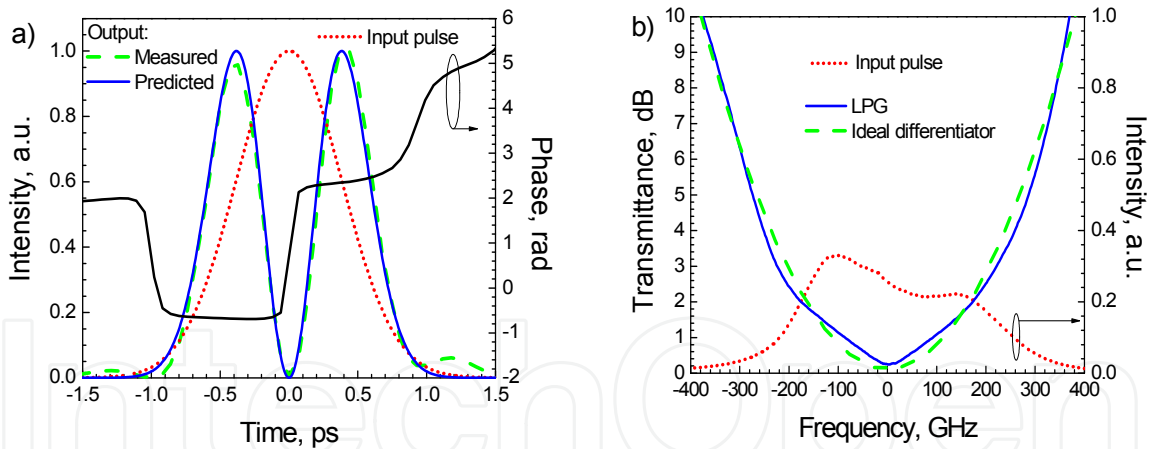 a)
Output:
Measured
Predicted
Input pulse
Intensity, a.u.
1.0
0.8
0.6
0.4
0.2
0.0
Phase, rad
6
5
4
3
2
1
0
-1
-2
-1.5 -1.0 -0.5 0.0 0.5 1.0 1.5
Time, ps
b)
Input pulse
LPG
Ideal differentiator
Transmittance, dB
10
9
8
7
6
5
4
3
2
1
0
Intensity, a.u.
1.0
0.8
0.6
0.4
0.2
0.0
-400 -300 -200 -100 0 100 200 300 400
Frequency, GHz
IntechOpen